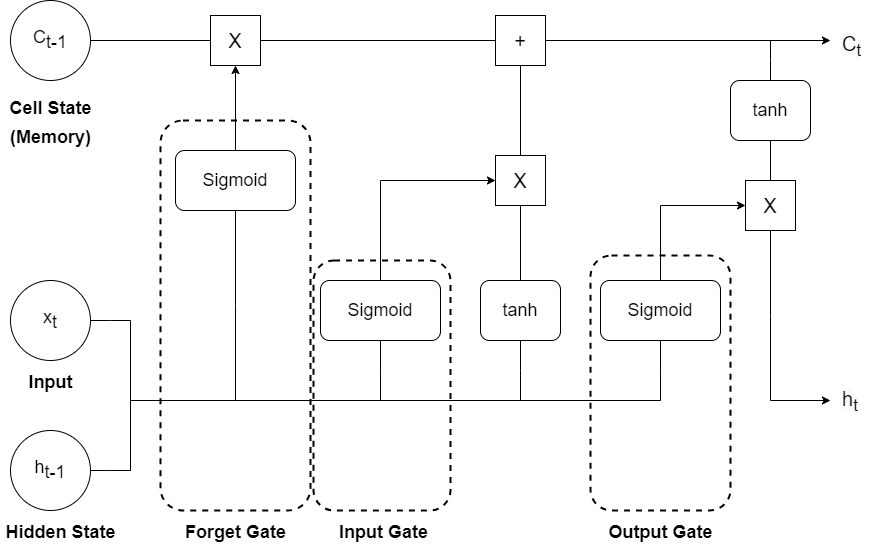 Ct-1
X
+
Ct
Cell State
(Memory)
tanh
Sigmoid
X
X
xt
Sigmoid
tanh
Sigmoid
Input
ht
ht-1
Hidden State
Forget Gate
Input Gate
Output Gate